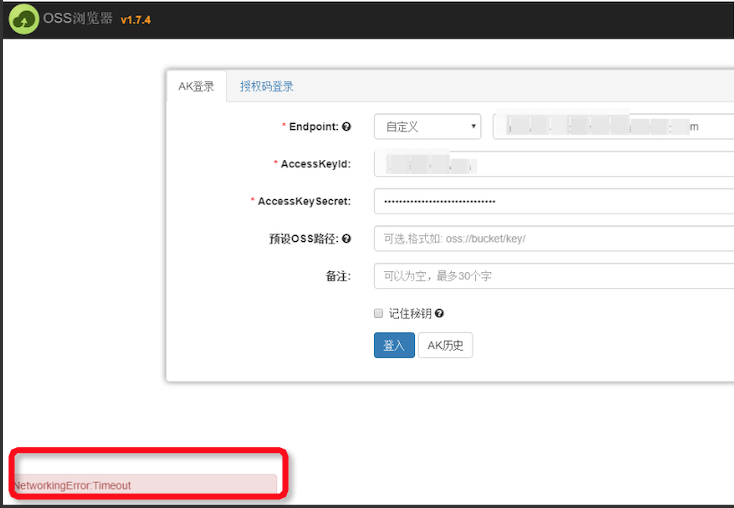 OSS浏览器 v1.7.4
AK登录 授权码登录
* Endpoint: 自定义 m
* AccessKeyId:
* AccessKeySecret: ••••••••••••••••••••••••••••••
预设OSS路径: 可选,格式如: oss://bucket/key/
备注: 可以为空，最多30个字
记住秘钥
登入 AK历史
NetworkingError:Timeout